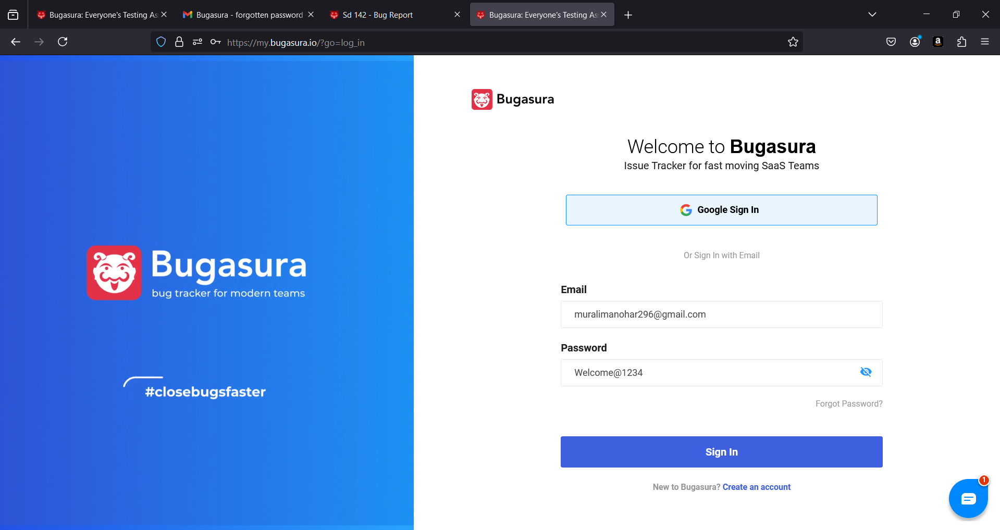 Bugasura: Everyone's Testing As
Bugasura - forgotten password
Sd 142 - Bug Report
Bugasura: Everyone's Testing As
https://my.bugasura.io/?go=log_in
Bugasura
bug tracker for modern teams
#closebugsfaster
Bugasura
Welcome to Bugasura
Issue Tracker for fast moving SaaS Teams
Google Sign In
Or Sign In with Email
Email
muralimanohar296@gmail.com
Password
Welcome@1234
Forgot Password?
Sign In
New to Bugasura? Create an account
1